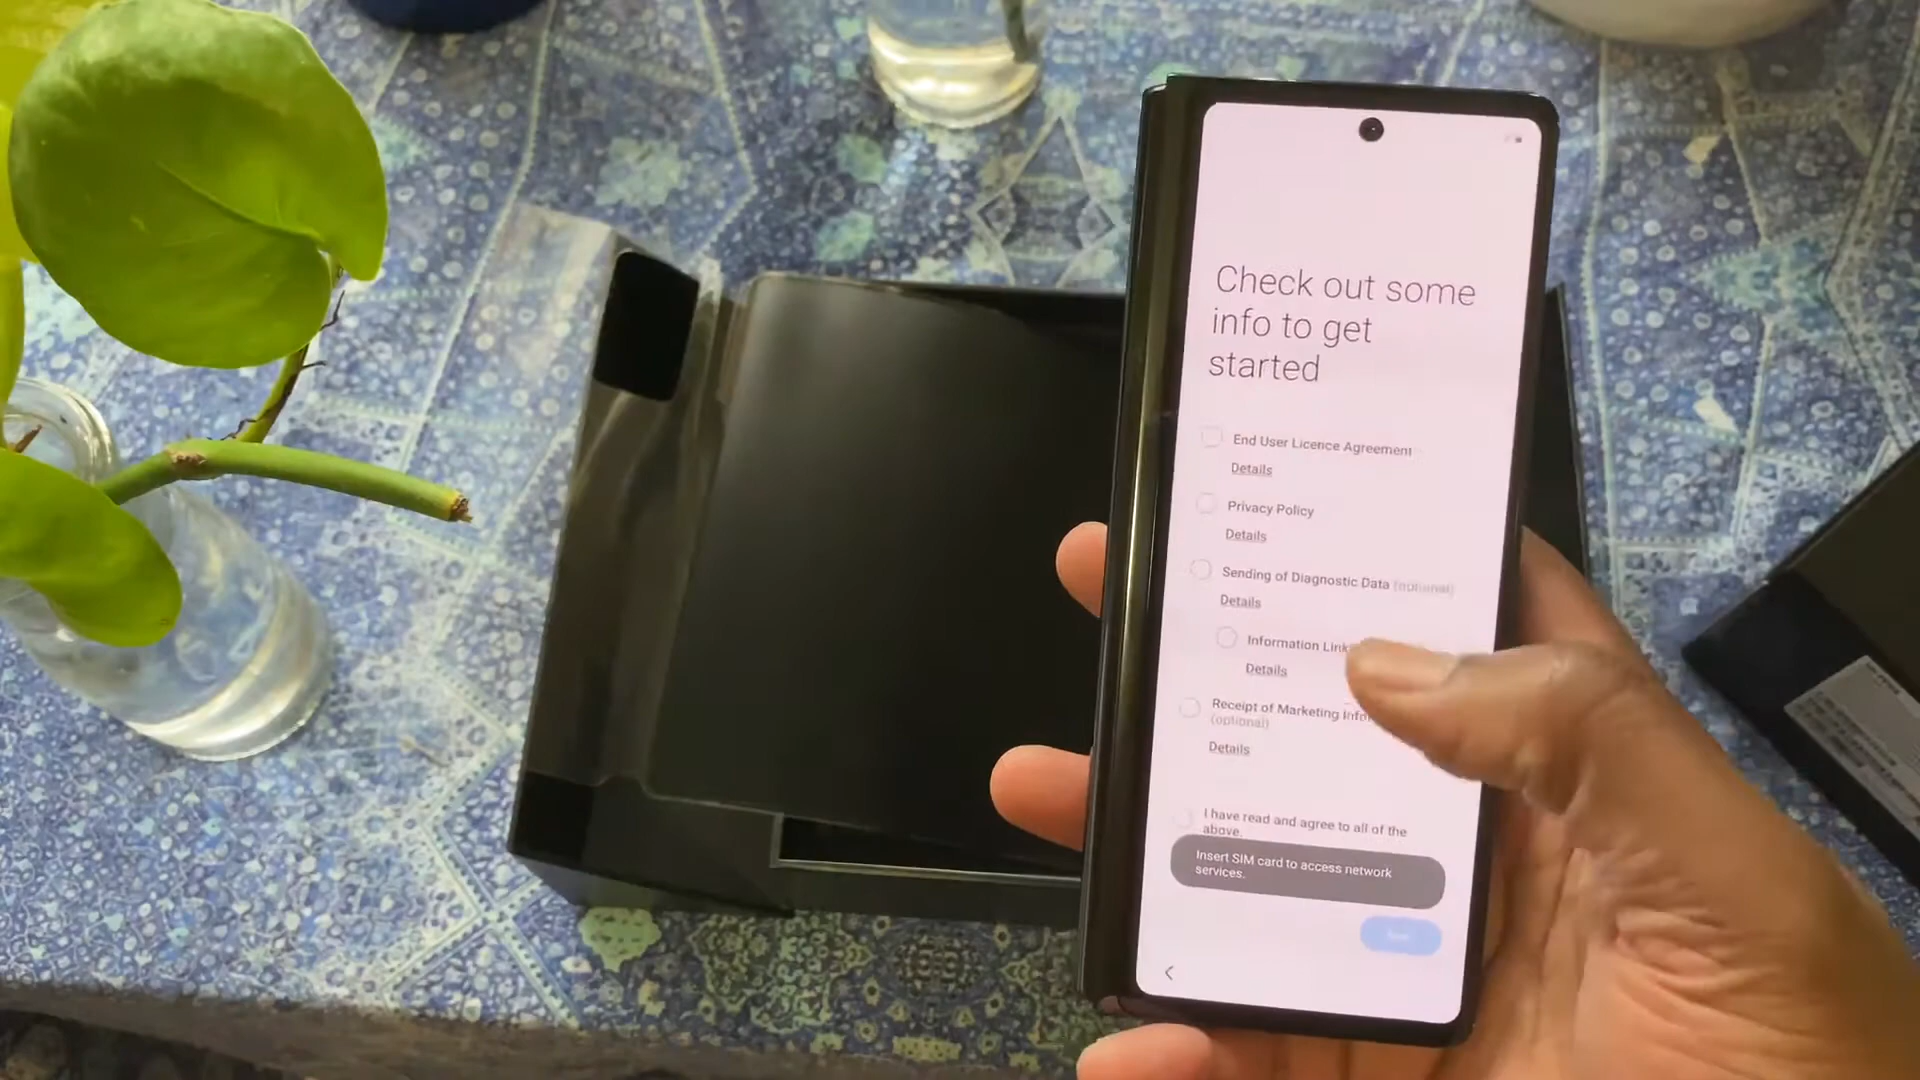 Check out some
info to get
started
End User Licence Agreement
Details
Privacy Policy
Details
Sending of Diagnostic Data (optional)
Details
Information Link
Details
Receipt of Marketing Infor
(optional)
Details
I have read and agree to all of the
above.
Insert SIM card to access network
services.